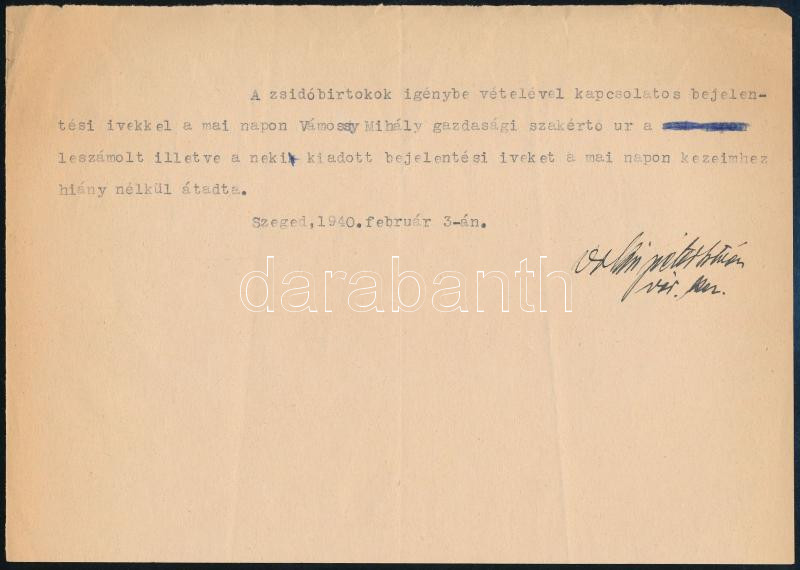 A zsidóbirtokok igénybe vételével kapcsolatos bejelen-
tési ivekkel a mai napon Vámossy Mihály gazdasági szakértő ur a
leszámolt illetve a neki kiadott bejelentési iveket a mai napon kezeimhez
hiány nélkül átadta.
Szeged,1940.február 3-án.
darabanth